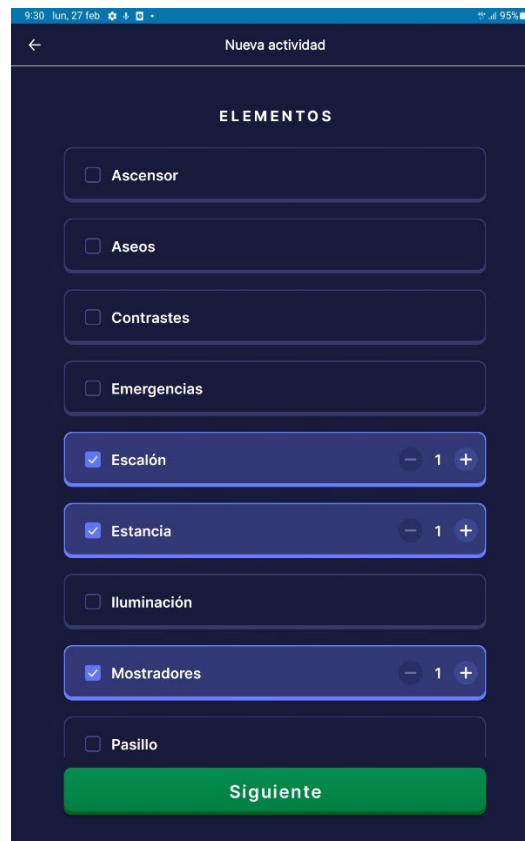 9:30 lun, 27 feb
95%
Nueva actividad
ELEMENTOS
Ascensor
Aseos
Contrastes
Emergencias
Escalón 1
Estancia 1
Iluminación
Mostradores 1
Pasillo
Siguiente